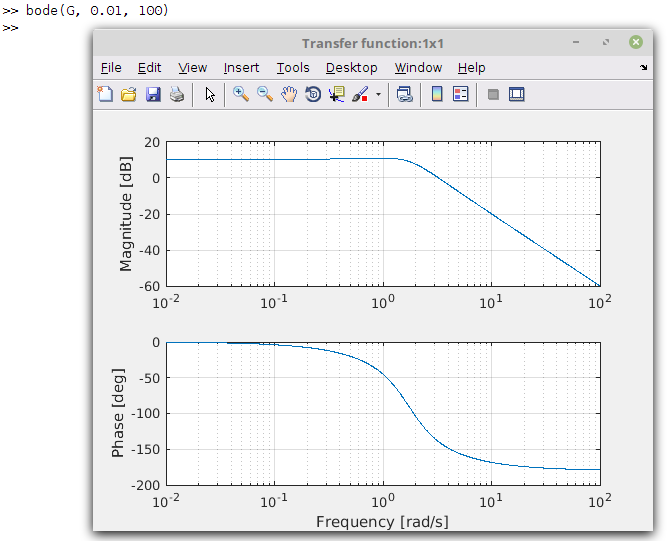 >> bode(G, 0.01, 100)
>>
Transfer function:1x1
File Edit View Insert Tools Desktop Window Help
20
0
-20
-40
-60
Magnitude [dB]
10^-2 10^-1 10^0 10^1 10^2
0
-50
-100
-150
-200
Phase [deg]
10^-2 10^-1 10^0 10^1 10^2
Frequency [rad/s]